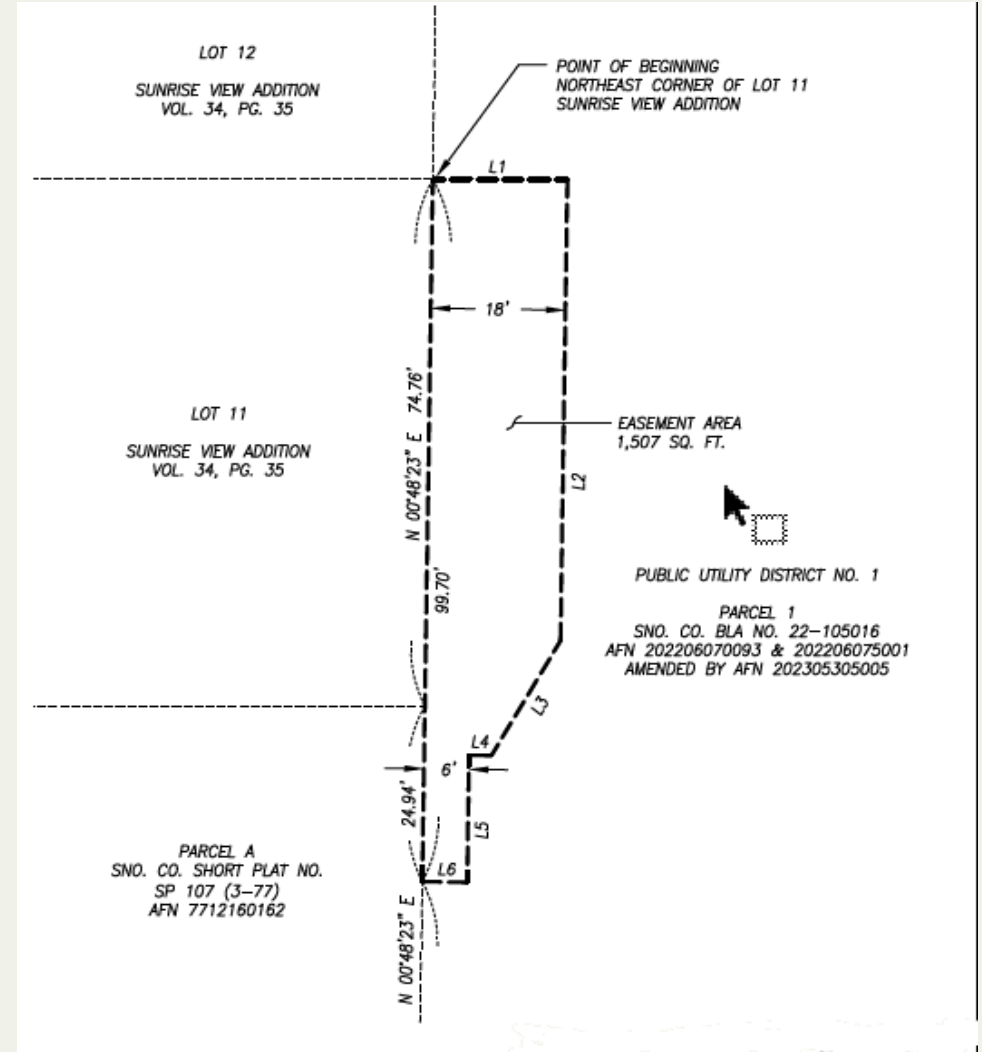 LOT 12
SUNRISE VIEW ADDITION
VOL. 34, PG. 35
POINT OF BEGINNING
NORTHEAST CORNER OF LOT 11
SUNRISE VIEW ADDITION
L1
18'
N 00°48'23" E 74.76'
99.70'
LOT 11
SUNRISE VIEW ADDITION
VOL. 34, PG. 35
EASEMENT AREA
1,507 SQ. FT.
L2
PUBLIC UTILITY DISTRICT NO. 1
PARCEL 1
SNO. CO. BLA NO. 22-105016
AFN 202206070093 & 202206075001
AMENDED BY AFN 202305305005
L3
L4
6'
24.94'
L5
L6
PARCEL A
SNO. CO. SHORT PLAT NO.
SP 107 (3-77)
AFN 7712160162
N 00°48'23" E